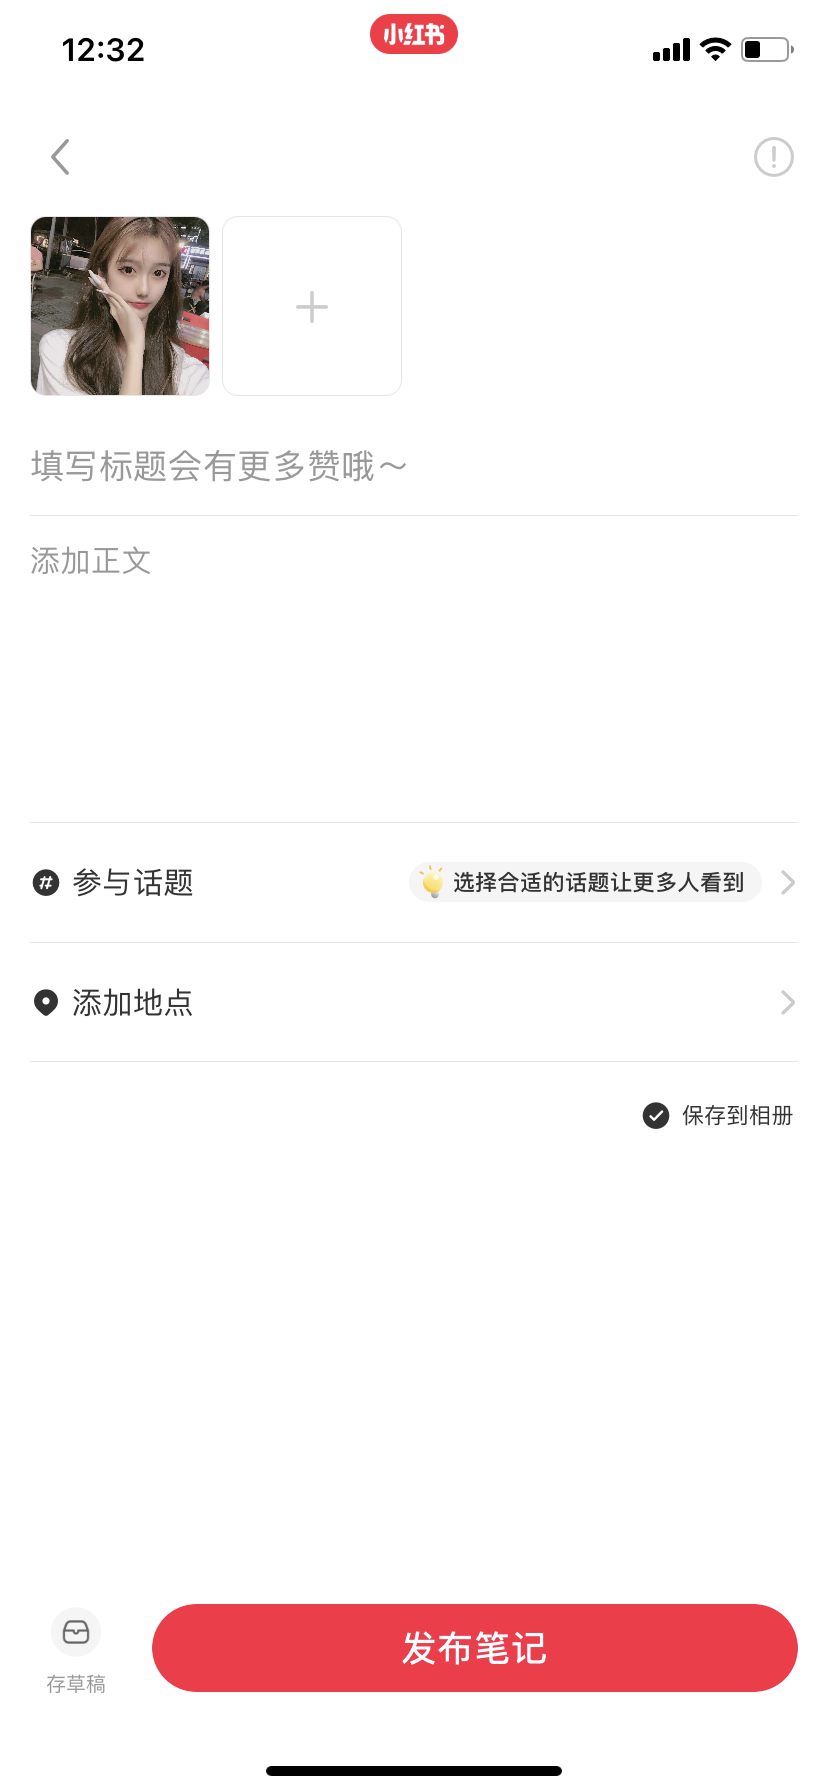 12:32
小红书
填写标题会有更多赞哦～
添加正文
参与话题
选择合适的话题让更多人看到
添加地点
保存到相册
存草稿
发布笔记